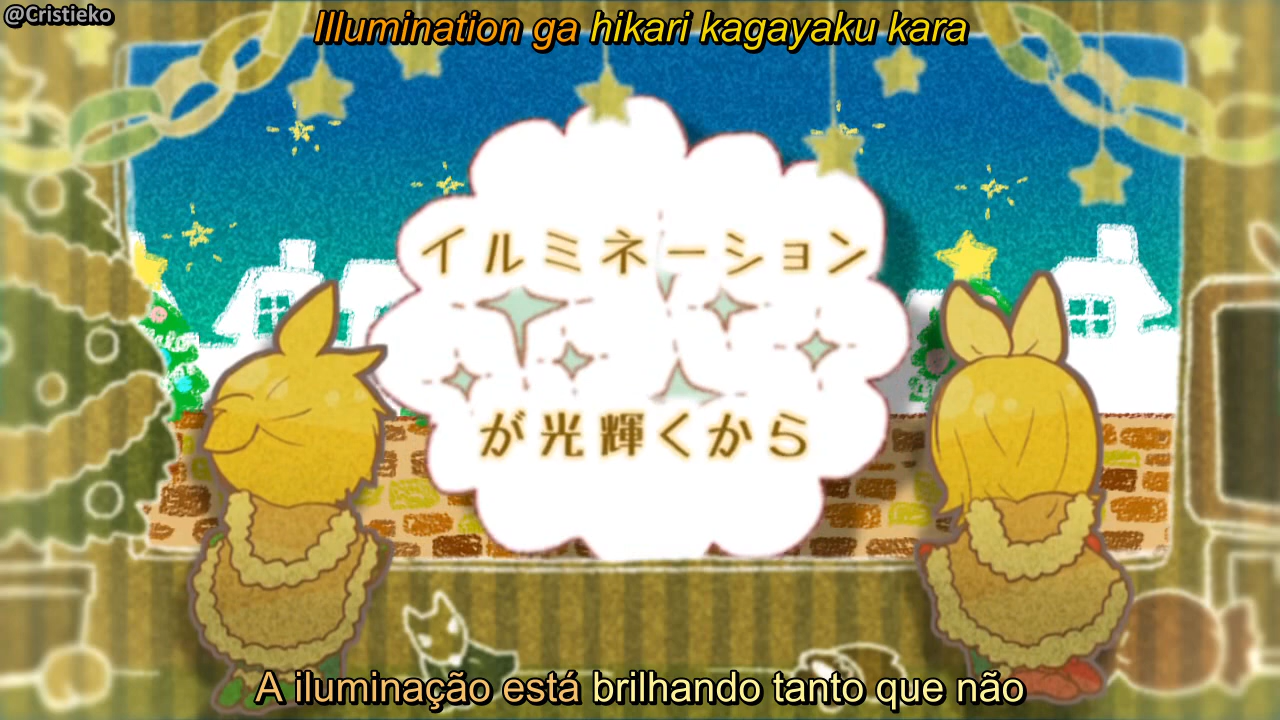 @Cristieko
Illumination ga hikari kagayaku kara
イルミネーション
が光輝くから
A iluminação está brilhando tanto que não